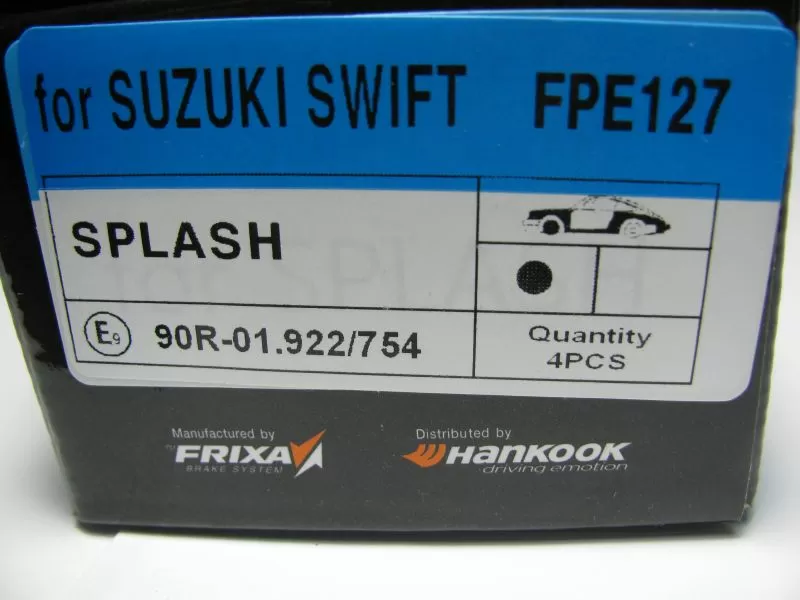 for SUZUKI SWIFT FPE127
SPLASH
E9 90R-01.922/754
Quantity
4PCS
Manufactured by
FRIXA
BRAKE SYSTEM
Distributed by
Hankook
driving emotion